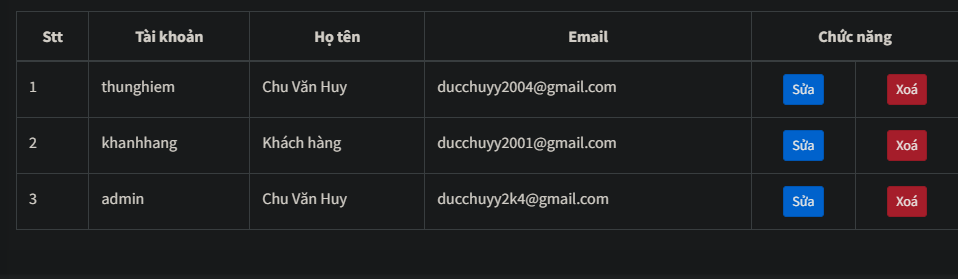 Stt Tài khoản Họ tên Email Chức năng
1 thunghiem Chu Văn Huy ducchuyy2004@gmail.com Sửa Xoá
2 khanhhang Khách hàng ducchuyy2001@gmail.com Sửa Xoá
3 admin Chu Văn Huy ducchuyy2k4@gmail.com Sửa Xoá